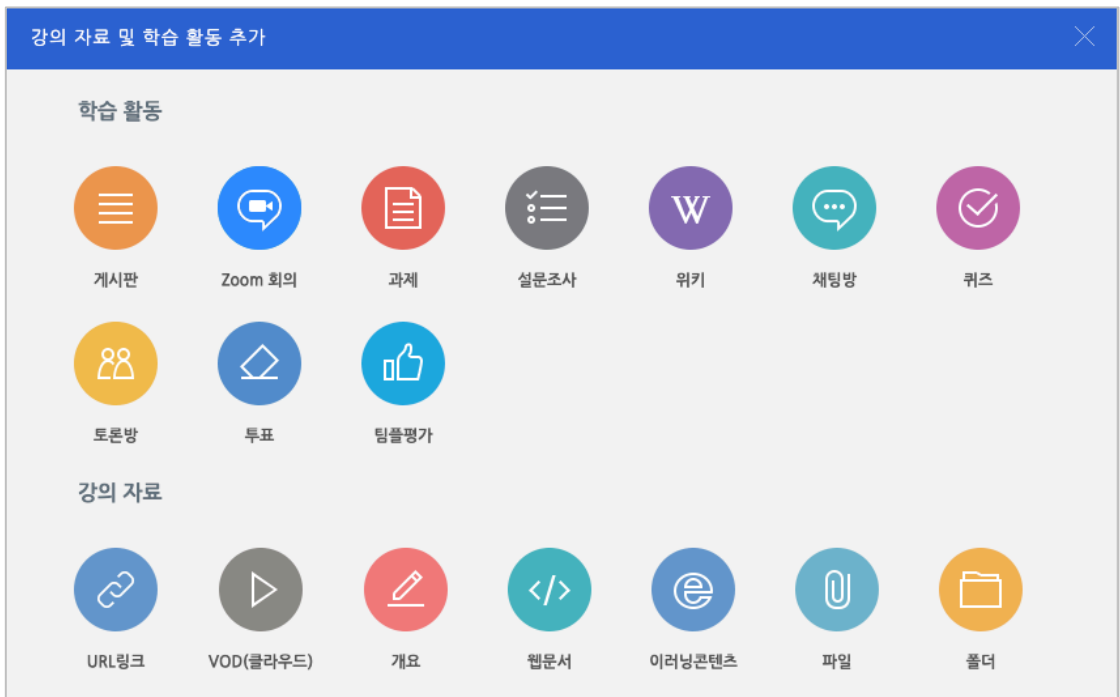 강의 자료 및 학습 활동 추가
학습 활동
게시판 Zoom 회의 과제 설문조사 위키 채팅방 퀴즈
토론방 투표 팀플평가
강의 자료
URL링크 VOD(클라우드) 개요 웹문서 이러닝콘텐츠 파일 폴더